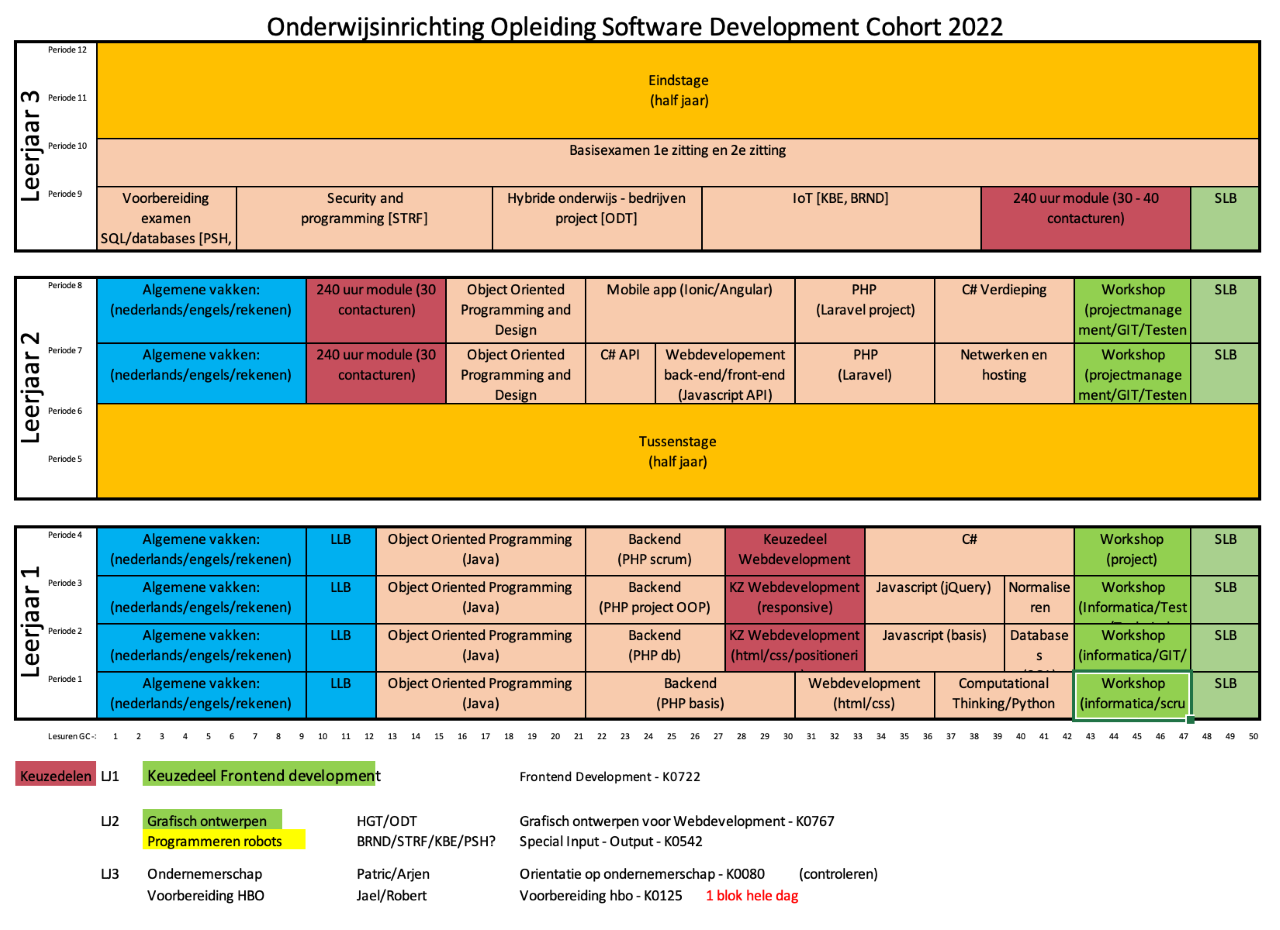 Onderwijsinrichting Opleiding Software Development Cohort 2022
Leerjaar 3
Periode 12
Eindstage
(half jaar)
Periode 11
Periode 10
Basisexamen 1e zitting en 2e zitting
Periode 9
Voorbereiding
examen
SQL/databases [PSH,
Security and
programming [STRF]
Hybride onderwijs - bedrijven
project [ODT]
IoT [KBE, BRND]
240 uur module (30 - 40
contacturen)
SLB
Leerjaar 2
Periode 8
Algemene vakken:
(nederlands/engels/rekenen)
240 uur module (30
contacturen)
Object Oriented
Programming and
Design
Mobile app (Ionic/Angular)
PHP
(Laravel project)
C# Verdieping
Workshop
(projectmanage
ment/GIT/Testen
SLB
Periode 7
Algemene vakken:
(nederlands/engels/rekenen)
240 uur module (30
contacturen)
Object Oriented
Programming and
Design
C# API
Webdevelopement
back-end/front-end
(Javascript API)
PHP
(Laravel)
Netwerken en
hosting
Workshop
(projectmanage
ment/GIT/Testen
SLB
Periode 6
Tussenstage
(half jaar)
Periode 5
Leerjaar 1
Periode 4
Algemene vakken:
(nederlands/engels/rekenen)
LLB
Object Oriented Programming
(Java)
Backend
(PHP scrum)
Keuzedeel
Webdevelopment
C#
Workshop
(project)
SLB
Periode 3
Algemene vakken:
(nederlands/engels/rekenen)
LLB
Object Oriented Programming
(Java)
Backend
(PHP project OOP)
KZ Webdevelopment
(responsive)
Javascript (jQuery)
Normalise
ren
Workshop
(Informatica/Test
SLB
Periode 2
Algemene vakken:
(nederlands/engels/rekenen)
LLB
Object Oriented Programming
(Java)
Backend
(PHP db)
KZ Webdevelopment
(html/css/positioneri
Javascript (basis)
Database
s
Workshop
(informatica/GIT/
SLB
Periode 1
Algemene vakken:
(nederlands/engels/rekenen)
LLB
Object Oriented Programming
(Java)
Backend
(PHP basis)
Webdevelopment
(html/css)
Computational
Thinking/Python
Workshop
(informatica/scru
SLB
Lesuren GC-: 1 2 3 4 5 6 7 8 9 10 11 12 13 14 15 16 17 18 19 20 21 22 23 24 25 26 27 28 29 30 31 32 33 34 35 36 37 38 39 40 41 42 43 44 45 46 47 48 49 50
Keuzedelen LJ1 Keuzedeel Frontend development Frontend Development - K0722
LJ2 Grafisch ontwerpen HGT/ODT Grafisch ontwerpen voor Webdevelopment - K0767
Programmeren robots BRND/STRF/KBE/PSH? Special Input - Output - K0542
LJ3 Ondernemerschap Patric/Arjen Orientatie op ondernemerschap - K0080 (controleren)
Voorbereiding HBO Jael/Robert Voorbereiding hbo - K0125 1 blok hele dag